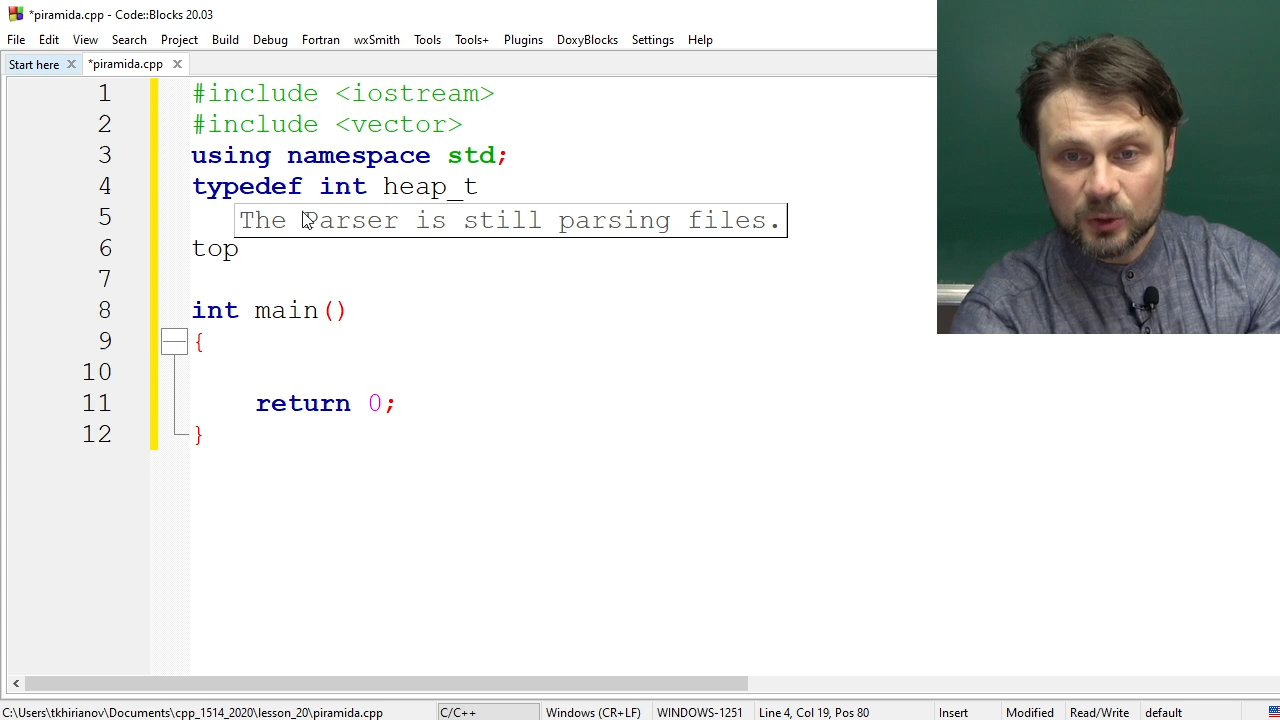 *piramida.cpp - Code::Blocks 20.03
File Edit View Search Project Build Debug Fortran wxSmith Tools Tools+ Plugins DoxyBlocks Settings Help
Start here *piramida.cpp
1 #include <iostream>
2 #include <vector>
3 using namespace std;
4 typedef int heap_t
5 The Parser is still parsing files.
6 top
7
8 int main()
9 {
10
11 return 0;
12 }
C:\Users\tkhirianov\Documents\cpp_1514_2020\lesson_20\piramida.cpp C/C++ Windows (CR+LF) WINDOWS-1251 Line 4, Col 19, Pos 80 Insert Modified Read/Write default